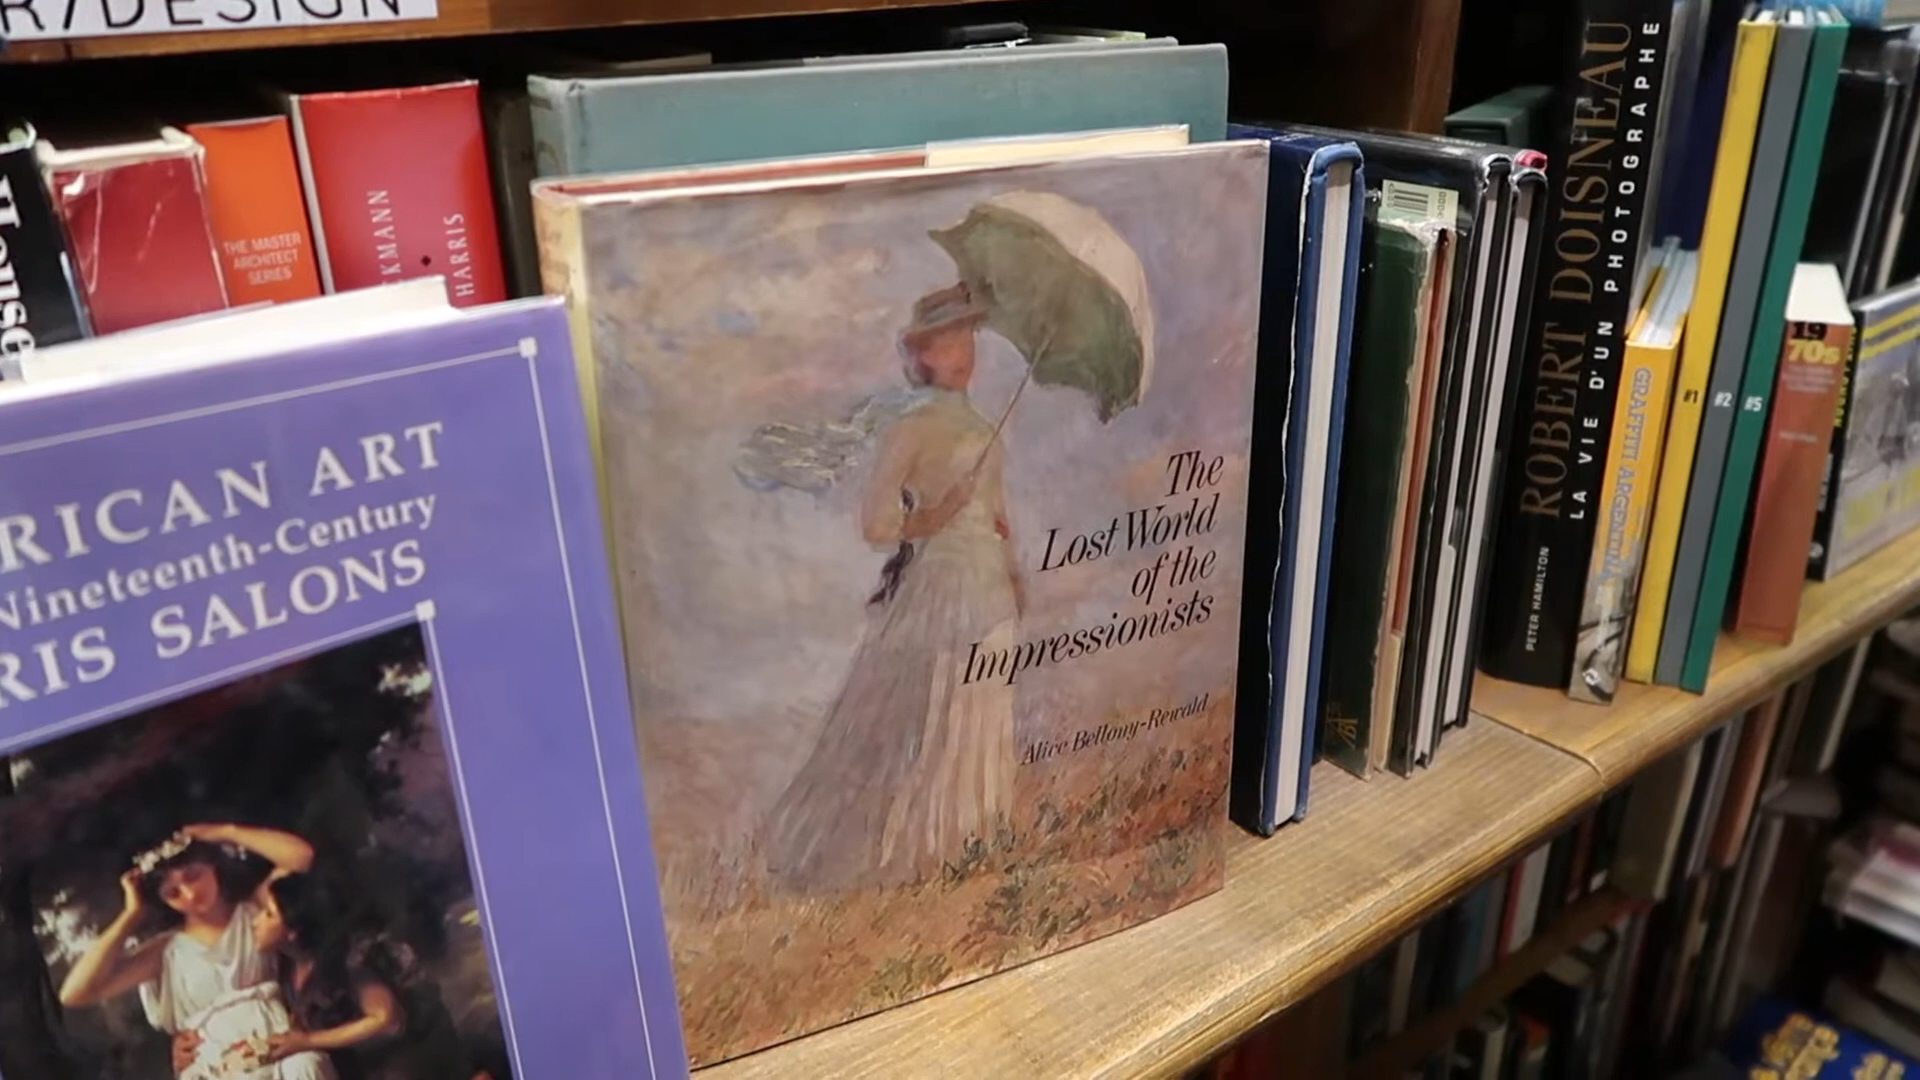 R/DESIGN
House
THE MASTER
ARCHITECT
SERIES
KMANN
HARRIS
RICAN ART
Nineteenth-Century
RIS SALONS
The
Lost World
of the
Impressionists
Alice Bellony-Rewald
PETER HAMILTON
ROBERT DOISNEAU
LA VIE D'UN PHOTOGRAPHE
GRAFFITI ARGENTINA
#1
#2
#5
19
70s